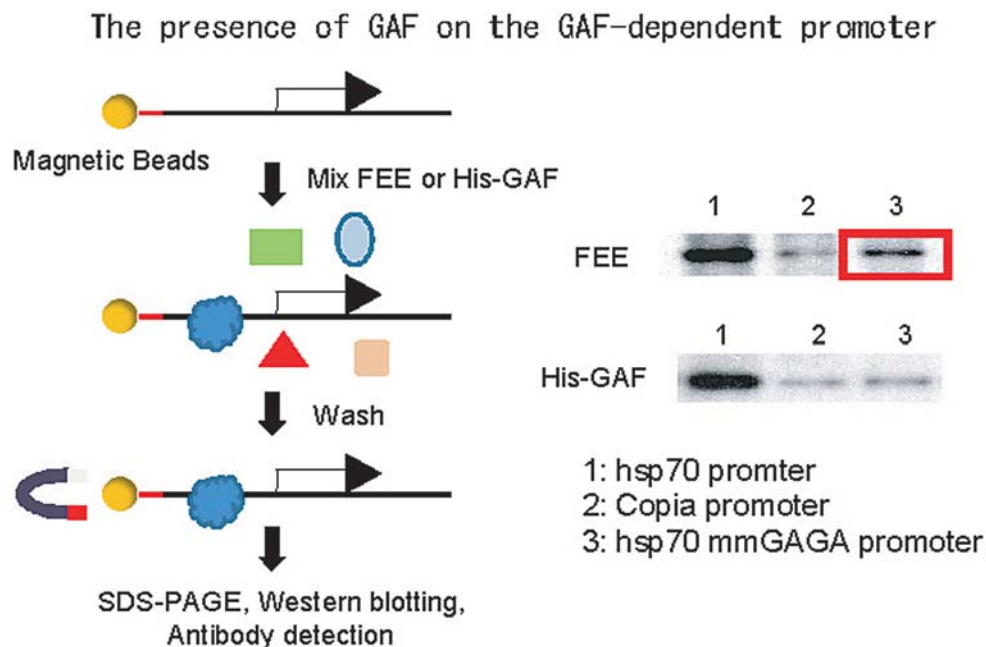 The presence of GAF on the GAF-dependent promoter
Magnetic Beads
Mix FEE or His-GAF
Wash
SDS-PAGE, Western blotting,
Antibody detection
1 2 3
FEE
1 2 3
His-GAF
1: hsp70 promter
2: Copia promoter
3: hsp70 mmGAGA promoter